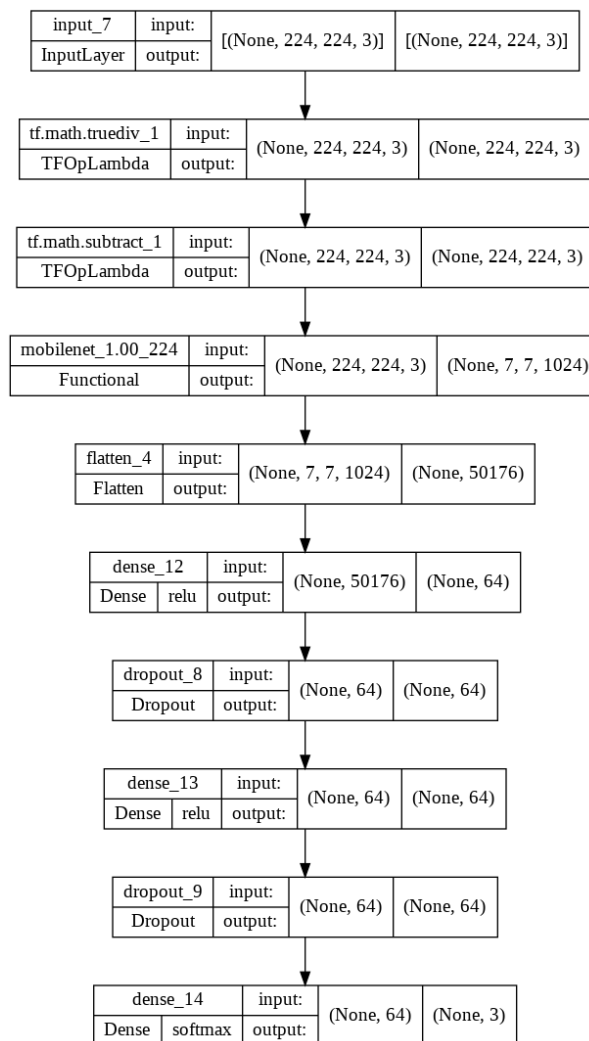 input_7 input: [(None, 224, 224, 3)] [(None, 224, 224, 3)]
InputLayer output:
tf.math.truediv_1 input: (None, 224, 224, 3) (None, 224, 224, 3)
TFOpLambda output:
tf.math.subtract_1 input: (None, 224, 224, 3) (None, 224, 224, 3)
TFOpLambda output:
mobilenet_1.00_224 input: (None, 224, 224, 3) (None, 7, 7, 1024)
Functional output:
flatten_4 input: (None, 7, 7, 1024) (None, 50176)
Flatten output:
dense_12 input: (None, 50176) (None, 64)
Dense relu output:
dropout_8 input: (None, 64) (None, 64)
Dropout output:
dense_13 input: (None, 64) (None, 64)
Dense relu output:
dropout_9 input: (None, 64) (None, 64)
Dropout output:
dense_14 input: (None, 64) (None, 3)
Dense softmax output: